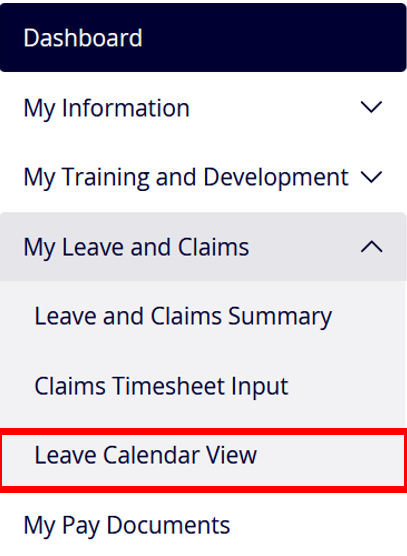 Dashboard
My Information
My Training and Development
My Leave and Claims
Leave and Claims Summary
Claims Timesheet Input
Leave Calendar View
My Pay Documents